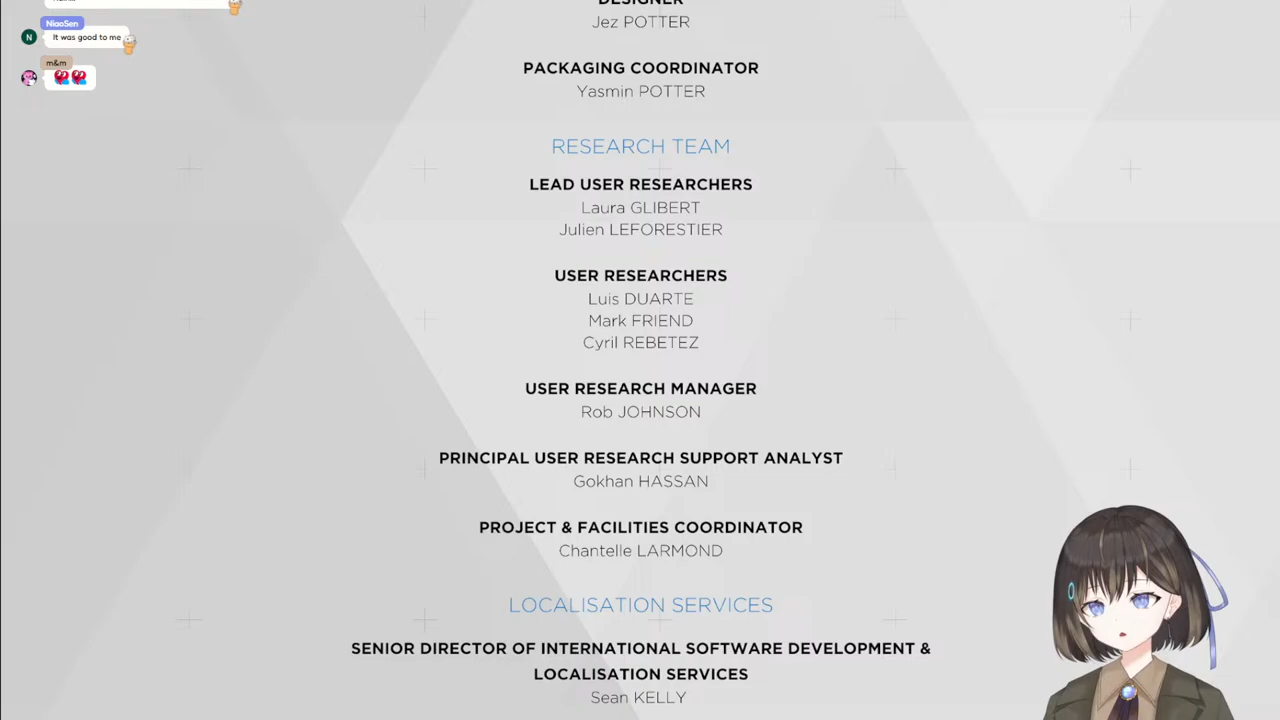 NiaoSen
N
It was good to me
m&m
DESIGNER
Jez POTTER
PACKAGING COORDINATOR
Yasmin POTTER
RESEARCH TEAM
LEAD USER RESEARCHERS
Laura GLIBERT
Julien LEFORESTIER
USER RESEARCHERS
Luis DUARTE
Mark FRIEND
Cyril REBETEZ
USER RESEARCH MANAGER
Rob JOHNSON
PRINCIPAL USER RESEARCH SUPPORT ANALYST
Gokhan HASSAN
PROJECT & FACILITIES COORDINATOR
Chantelle LARMOND
LOCALISATION SERVICES
SENIOR DIRECTOR OF INTERNATIONAL SOFTWARE DEVELOPMENT &
LOCALISATION SERVICES
Sean KELLY